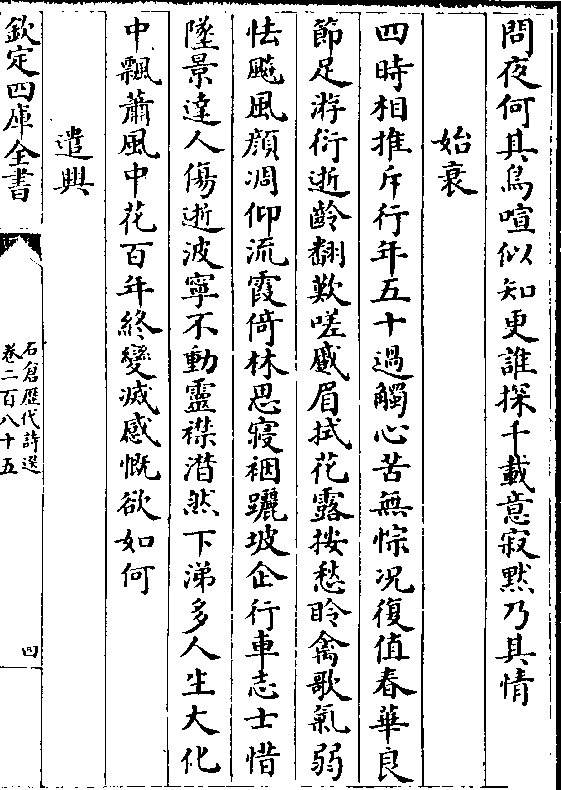 問夜何其鳥喧似知更誰探千載意寂默乃其情
始衰
四時相推斥行年五十過觸心苦無悰况復值春華良
節足游衍逝齡翻歎嗟慼眉拭花露按愁聆禽歌氣弱
怯飈風顔凋仰流霞倚林思寢裀躧坡企行車志士惜
墜景達人傷逝波寧不動靈襟潸然下涕多人生大化
中飄蕭風中花百年終變滅感慨欲如何
遣興
欽定四庫全書
石倉歷代詩選
卷二百八十五
四